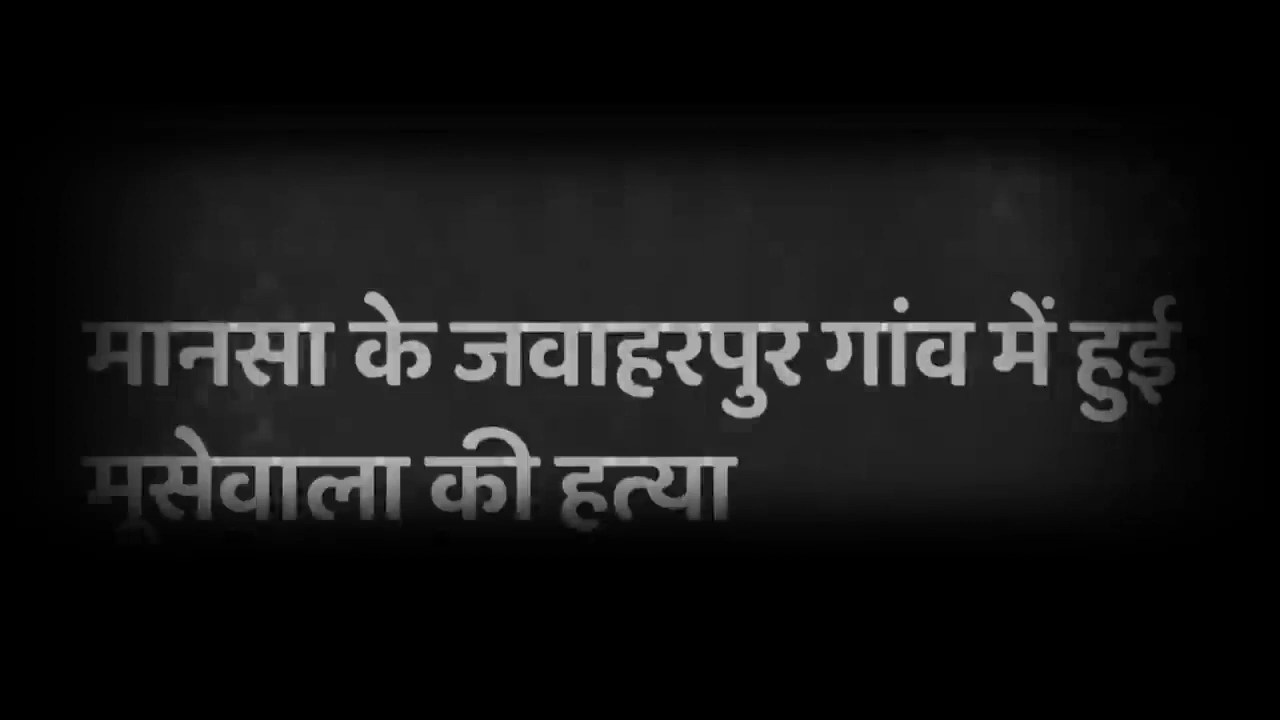 मानसा के जवाहरपुर गांव में हुई
मूसेवाला की हत्या